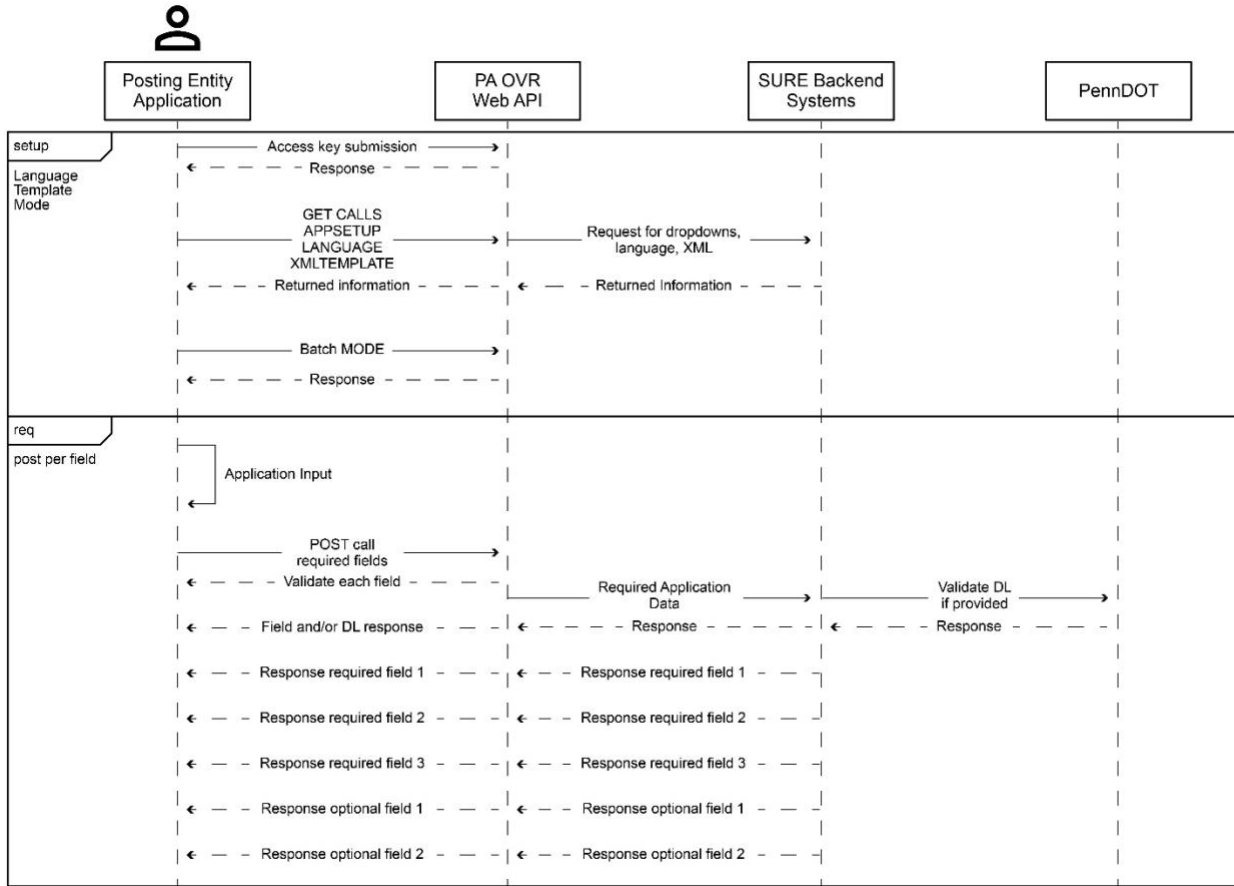 Posting Entity
Application
PA OVR
Web API
SURE Backend
Systems
PennDOT
setup
Language
Template
Mode
Access key submission
Response
GET CALLS
APPSETUP
LANGUAGE
XMLTEMPLATE
Request for dropdowns,
language, XML
Returned information
Returned Information
Batch MODE
Response
req
post per field
Application Input
POST call
required fields
Validate each field
Required Application
Data
Validate DL
if provided
Field and/or DL response
Response
Response
Response required field 1
Response required field 1
Response required field 2
Response required field 2
Response required field 3
Response required field 3
Response optional field 1
Response optional field 1
Response optional field 2
Response optional field 2